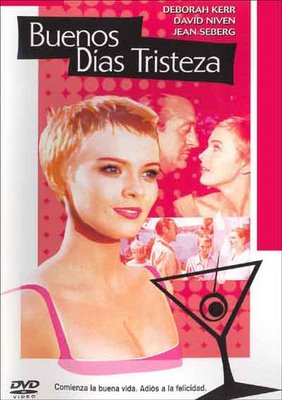 DEBORAH KERR
DAVID NIVEN
JEAN SEBERG
Buenos
Dias Tristeza
DVD
VIDEO
Comienza la buena vida. Adiós a la felicidad.